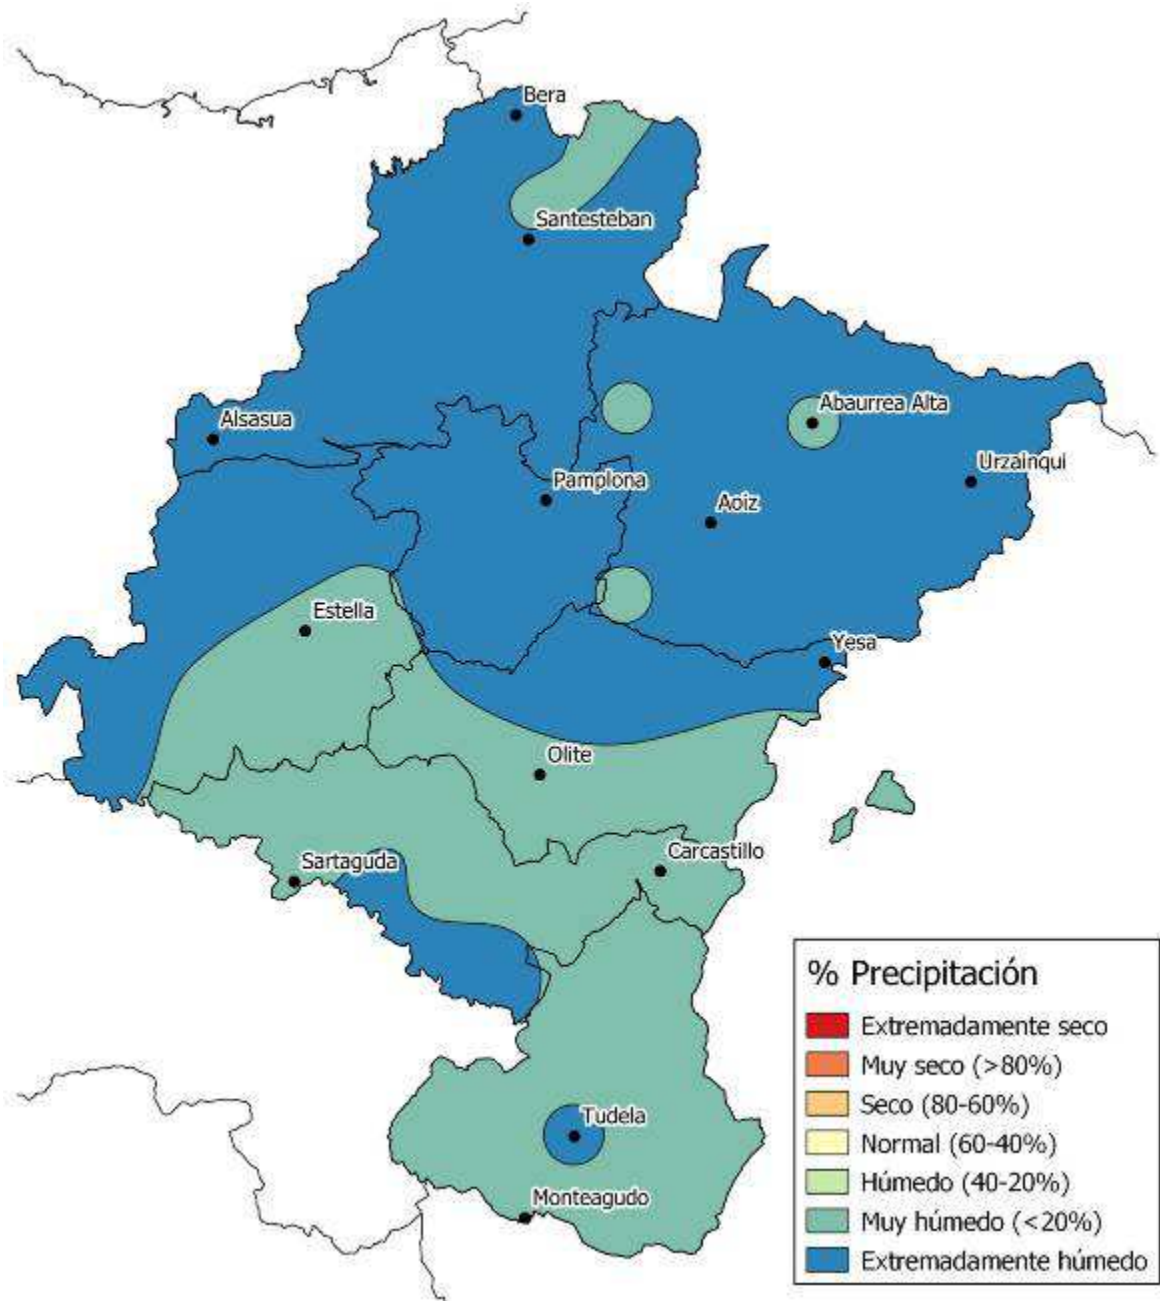 Bera
Santesteban
Abaurrea Alta
Alsasua
Urzainqui
Pamplona
Aoiz
Estella
Yesa
Olite
Carcastillo
Sartaguda
Tudela
Monteagudo
% Precipitación
Extremadamente seco
Muy seco (>80%)
Seco (80-60%)
Normal (60-40%)
Húmedo (40-20%)
Muy húmedo (<20%)
Extremadamente húmedo